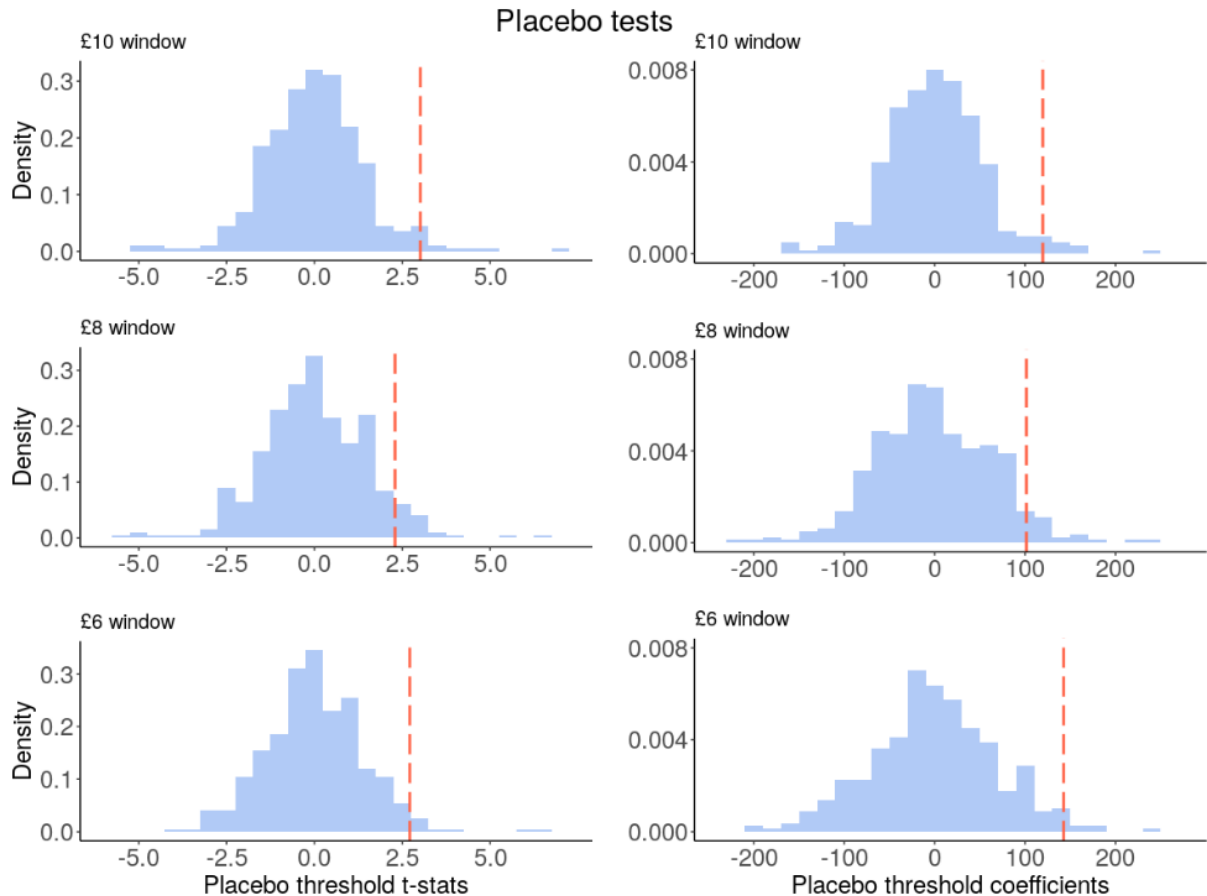 Placebo tests
£10 window
£10 window
Density
0.3
0.2
0.1
0.0
-5.0 -2.5 0.0 2.5 5.0
0.008
0.004
0.000
-200 -100 0 100 200
£8 window
£8 window
Density
0.3
0.2
0.1
0.0
-5.0 -2.5 0.0 2.5 5.0
0.008
0.004
0.000
-200 -100 0 100 200
£6 window
£6 window
Density
0.3
0.2
0.1
0.0
-5.0 -2.5 0.0 2.5 5.0
Placebo threshold t-stats
0.008
0.004
0.000
-200 -100 0 100 200
Placebo threshold coefficients